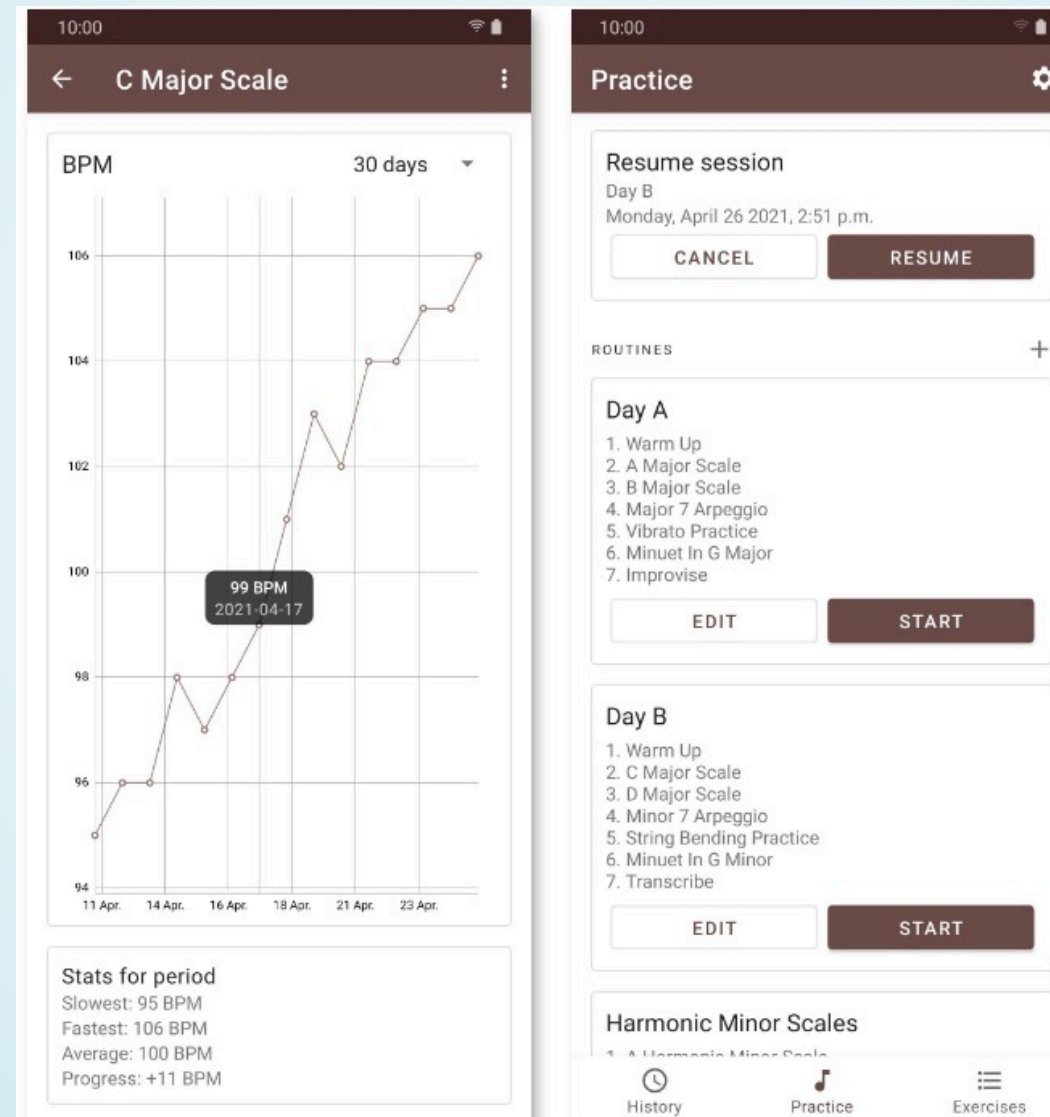 10:00
C Major Scale
BPM
30 days
106
104
102
100
99 BPM
2021-04-17
98
96
94
11 Apr.
14 Apr.
16 Apr.
18 Apr.
21 Apr.
23 Apr.
Stats for period
Slowest: 95 BPM
Fastest: 106 BPM
Average: 100 BPM
Progress: +11 BPM
10:00
Practice
Resume session
Day B
Monday, April 26 2021, 2:51 p.m.
CANCEL
RESUME
ROUTINES
Day A
1. Warm Up
2. A Major Scale
3. B Major Scale
4. Major 7 Arpeggio
5. Vibrato Practice
6. Minuet In G Major
7. Improvise
EDIT
START
Day B
1. Warm Up
2. C Major Scale
3. D Major Scale
4. Minor 7 Arpeggio
5. String Bending Practice
6. Minuet In G Minor
7. Transcribe
EDIT
START
Harmonic Minor Scales
1. A Harmonic Minor Scale
History
Practice
Exercises